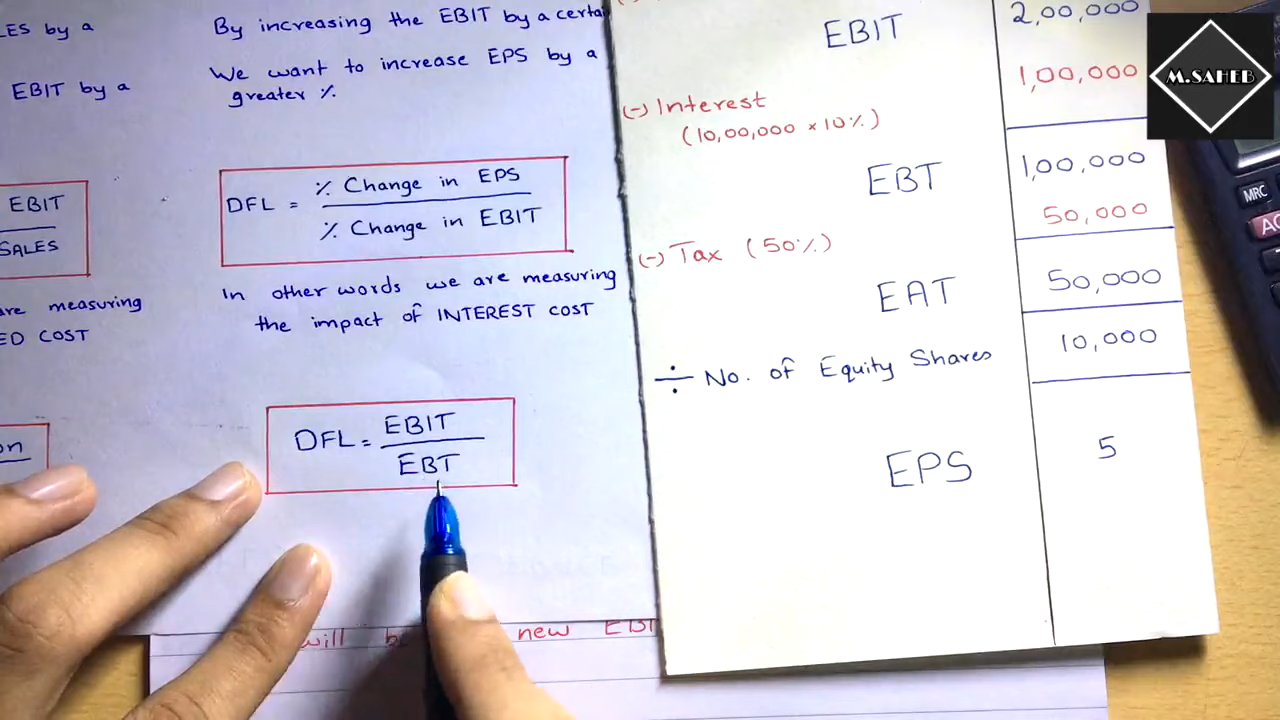 SALES by a
EBIT by a
EBIT
SALES
are measuring
COST
By increasing the EBIT by a
We want to increase EPS by a
greater %
DFL = % Change in EPS
% Change in EBIT
In other words we are measuring
the impact of INTEREST COST
DFL = EBIT
EBT
will new
EBIT 2,00,000
(-) Interest 1,00,000
(10,00,000 × 10%)
EBT 1,00,000
(-) Tax (50%) 50,000
EAT 50,000
÷ No. of Equity Shares 10,000
EPS 5
M.SAHEB
MRC